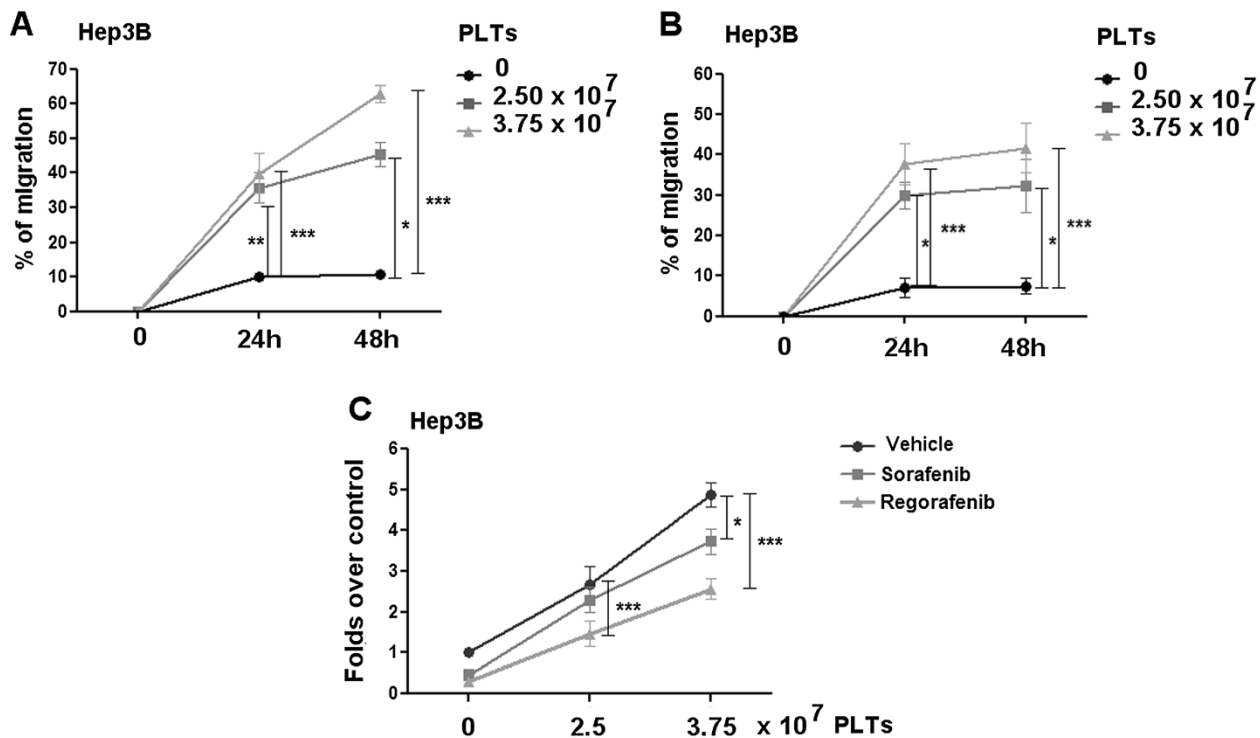 A
Hep3B
PLTs
0
2.50 x 10^7
3.75 x 10^7
% of mIgration
70
60
50
40
30
20
10
0
** *** * ***
0 24h 48h
B
Hep3B
PLTs
0
2.50 x 10^7
3.75 x 10^7
% of mIgration
60
50
40
30
20
10
0
* *** * ***
0 24h 48h
C
Hep3B
Vehicle
Sorafenib
Regorafenib
Folds over control
6
5
4
3
2
1
0
*** * ***
0 2.5 3.75 x 10^7 PLTs